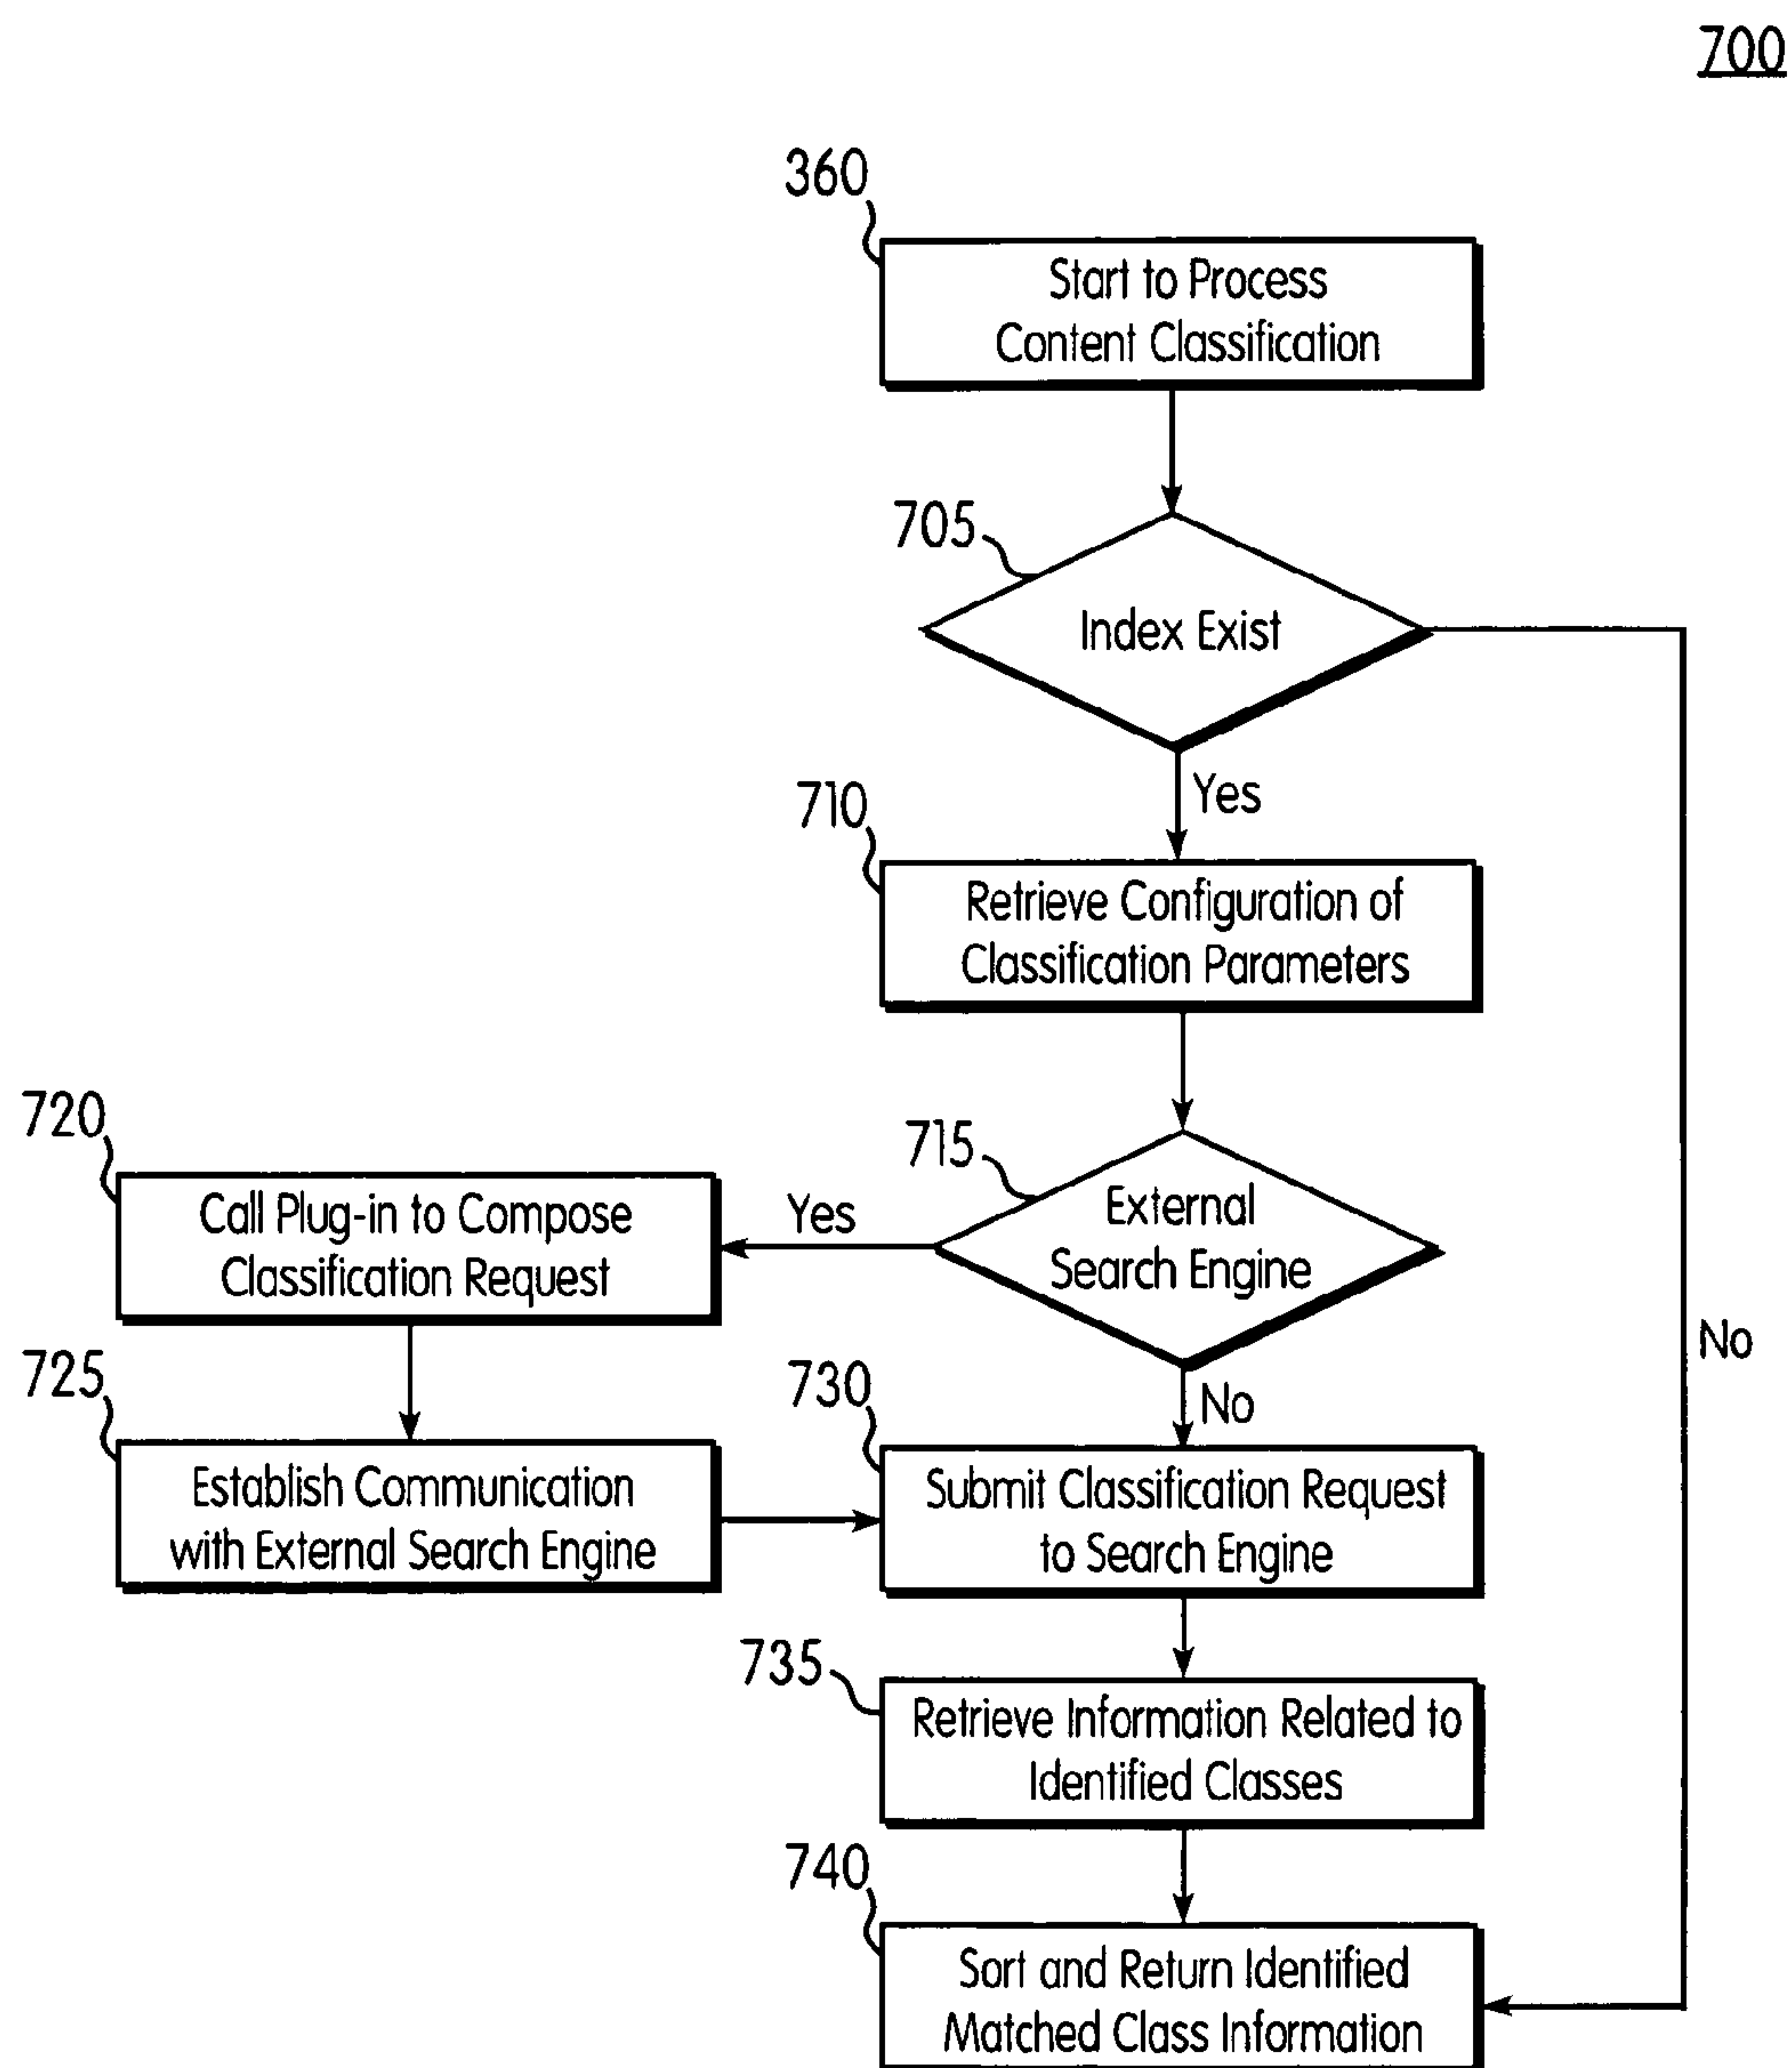 700
360
Start to Process
Content Classification
705
Index Exist
Yes
710
Retrieve Configuration of
Classification Parameters
715
External
Search Engine
Yes
720
Call Plug-in to Compose
Classification Request
No
No
725
Establish Communication
with External Search Engine
730
Submit Classification Request
to Search Engine
735
Retrieve Information Related to
Identified Classes
740
Sort and Return Identified
Matched Class Information